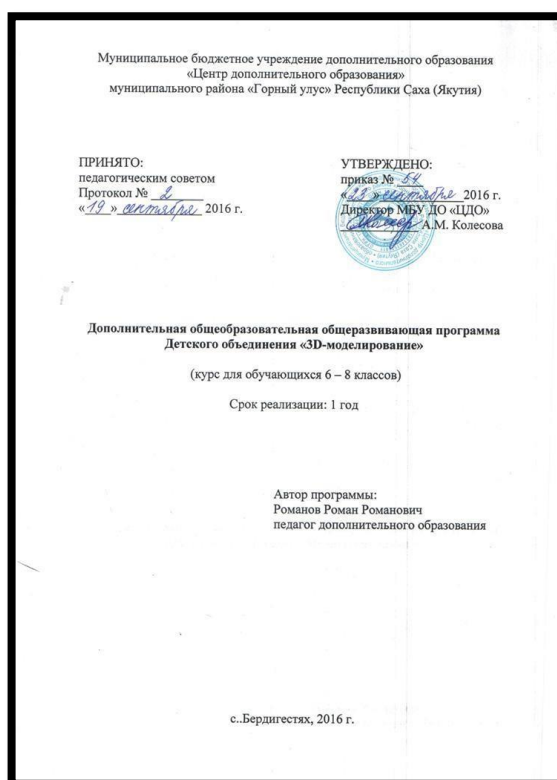 Муниципальное бюджетное учреждение дополнительного образования
«Центр дополнительного образования»
муниципального района «Горный улус» Республики Саха (Якутия)
ПРИНЯТО:
педагогическим советом
Протокол № 2
«19» сентября 2016 г.
УТВЕРЖДЕНО:
приказ № 64
«23» сентября 2016 г.
Директор МБУ ДО «ЦДО»
А.М. Колесова
Дополнительная общеобразовательная общеразвивающая программа
Детского объединения «3D-моделирование»
(курс для обучающихся 6 – 8 классов)
Срок реализации: 1 год
Автор программы:
Романов Роман Романович
педагог дополнительного образования
с..Бердигестях, 2016 г.